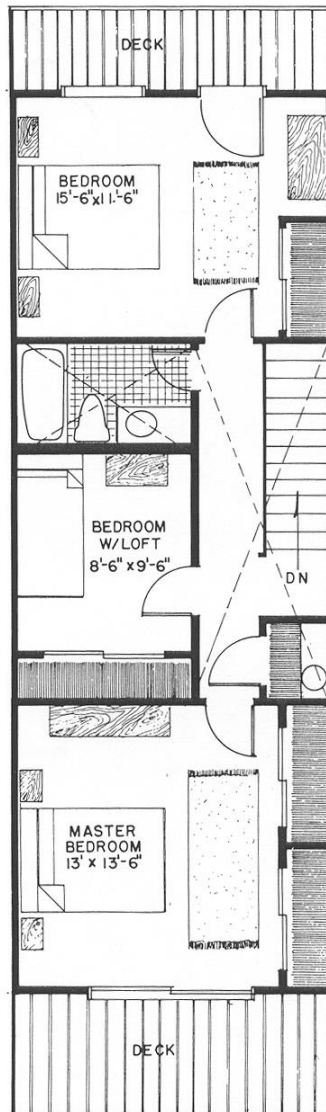 DECK
BEDROOM
15'-6"x11'-6"
BEDROOM
W/LOFT
8'-6" x 9'-6"
DN
MASTER
BEDROOM
13' x 13'-6"
DECK